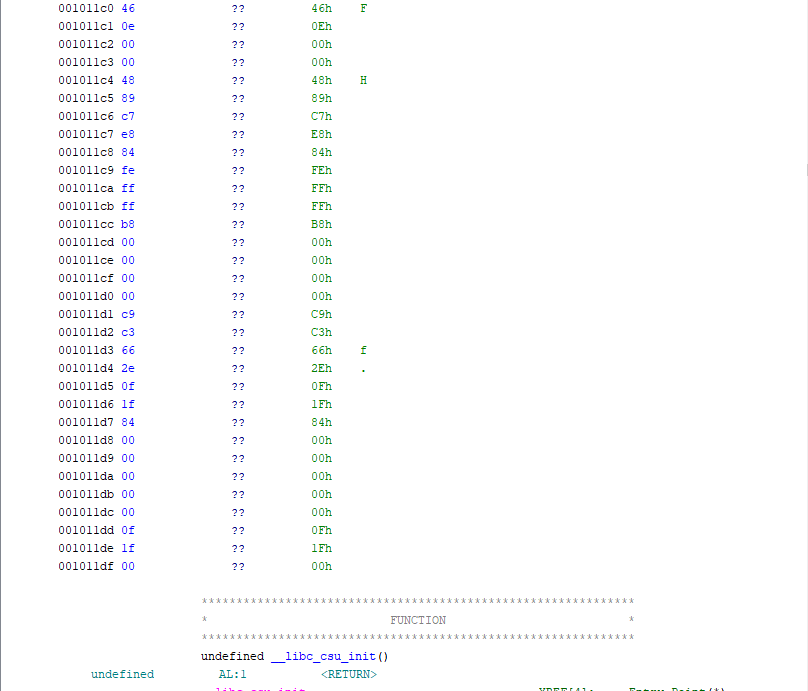 001011c0 46 ?? 46h F
001011c1 0e ?? 0Eh
001011c2 00 ?? 00h
001011c3 00 ?? 00h
001011c4 48 ?? 48h H
001011c5 89 ?? 89h
001011c6 c7 ?? C7h
001011c7 e8 ?? E8h
001011c8 84 ?? 84h
001011c9 fe ?? FEh
001011ca ff ?? FFh
001011cb ff ?? FFh
001011cc b8 ?? B8h
001011cd 00 ?? 00h
001011ce 00 ?? 00h
001011cf 00 ?? 00h
001011d0 00 ?? 00h
001011d1 c9 ?? C9h
001011d2 c3 ?? C3h
001011d3 66 ?? 66h f
001011d4 2e ?? 2Eh .
001011d5 0f ?? 0Fh
001011d6 1f ?? 1Fh
001011d7 84 ?? 84h
001011d8 00 ?? 00h
001011d9 00 ?? 00h
001011da 00 ?? 00h
001011db 00 ?? 00h
001011dc 00 ?? 00h
001011dd 0f ?? 0Fh
001011de 1f ?? 1Fh
001011df 00 ?? 00h
**************************************************************
* FUNCTION *
**************************************************************
undefined __libc_csu_init()
undefined AL:1 <RETURN>
__libc_csu_init XREF[4]: Entry Point(*)